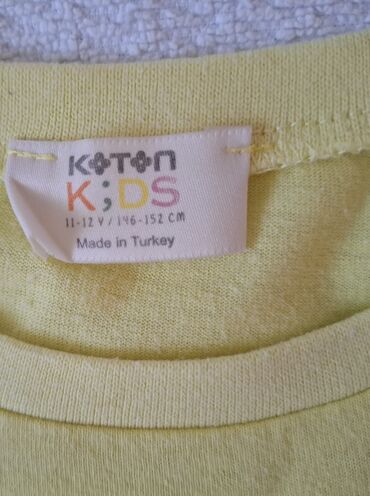 KOTON
K;DS
11-12 Y / 146-152 CM
Made in Turkey